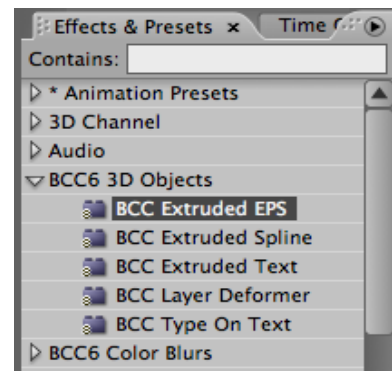 Effects & Presets x Time
Contains:
* Animation Presets
3D Channel
Audio
BCC6 3D Objects
BCC Extruded EPS
BCC Extruded Spline
BCC Extruded Text
BCC Layer Deformer
BCC Type On Text
BCC6 Color Blurs